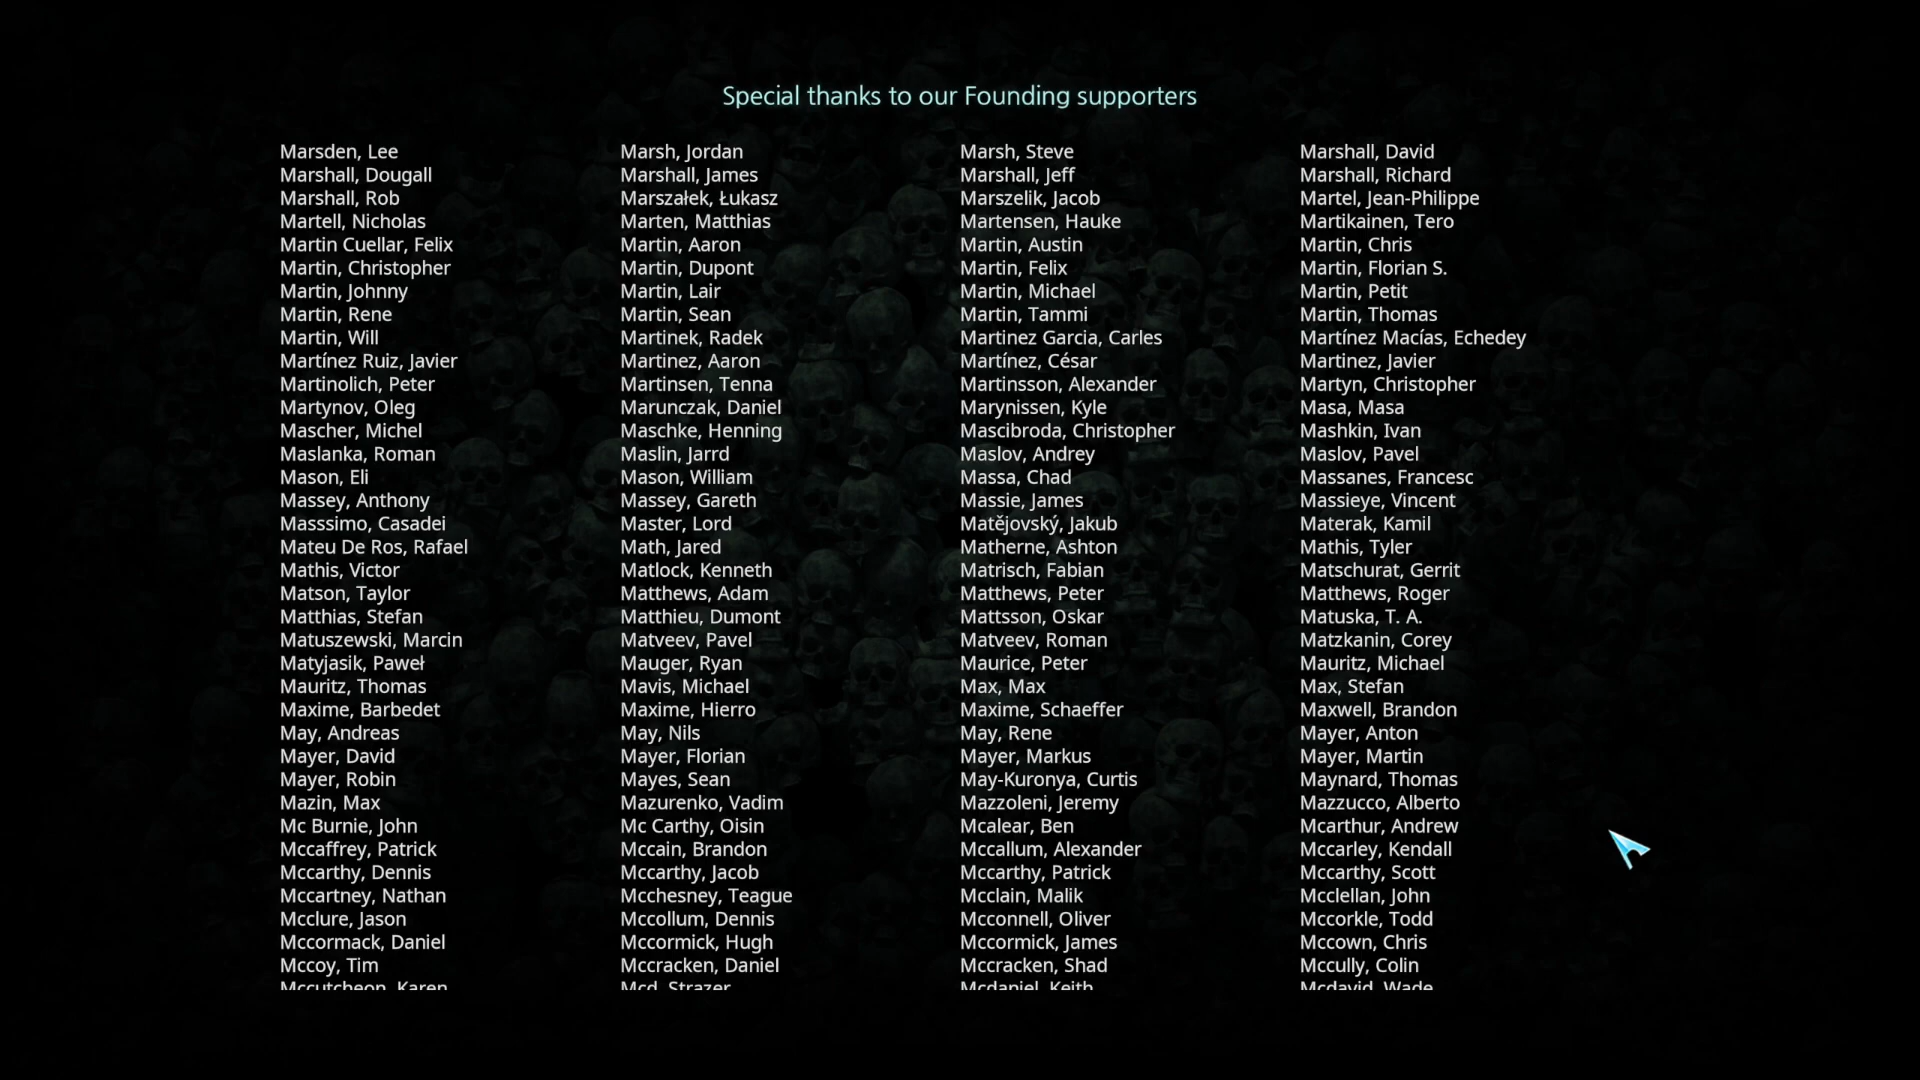 Special thanks to our Founding supporters
Marsden, Lee Marsh, Jordan Marsh, Steve Marshall, David
Marshall, Dougall Marshall, James Marshall, Jeff Marshall, Richard
Marshall, Rob Marszałek, Łukasz Marszelik, Jacob Martel, Jean-Philippe
Martell, Nicholas Marten, Matthias Martensen, Hauke Martikainen, Tero
Martin Cuellar, Felix Martin, Aaron Martin, Austin Martin, Chris
Martin, Christopher Martin, Dupont Martin, Felix Martin, Florian S.
Martin, Johnny Martin, Lair Martin, Michael Martin, Petit
Martin, Rene Martin, Sean Martin, Tammi Martin, Thomas
Martin, Will Martinek, Radek Martinez Garcia, Carles Martínez Macías, Echedey
Martínez Ruiz, Javier Martinez, Aaron Martínez, César Martinez, Javier
Martinolich, Peter Martinsen, Tenna Martinsson, Alexander Martyn, Christopher
Martynov, Oleg Marunczak, Daniel Marynissen, Kyle Masa, Masa
Mascher, Michel Maschke, Henning Mascibroda, Christopher Mashkin, Ivan
Maslanka, Roman Maslin, Jarrd Maslov, Andrey Maslov, Pavel
Mason, Eli Mason, William Massa, Chad Massanes, Francesc
Massey, Anthony Massey, Gareth Massie, James Massieye, Vincent
Masssimo, Casadei Master, Lord Matějovský, Jakub Materak, Kamil
Mateu De Ros, Rafael Math, Jared Matherne, Ashton Mathis, Tyler
Mathis, Victor Matlock, Kenneth Matrisch, Fabian Matschurat, Gerrit
Matson, Taylor Matthews, Adam Matthews, Peter Matthews, Roger
Matthias, Stefan Matthieu, Dumont Mattsson, Oskar Matuska, T. A.
Matuszewski, Marcin Matveev, Pavel Matveev, Roman Matzkanin, Corey
Matyjasik, Paweł Mauger, Ryan Maurice, Peter Mauritz, Michael
Mauritz, Thomas Mavis, Michael Max, Max Max, Stefan
Maxime, Barbedet Maxime, Hierro Maxime, Schaeffer Maxwell, Brandon
May, Andreas May, Nils May, Rene Mayer, Anton
Mayer, David Mayer, Florian Mayer, Markus Mayer, Martin
Mayer, Robin Mayes, Sean May-Kuronya, Curtis Maynard, Thomas
Mazin, Max Mazurenko, Vadim Mazzoleni, Jeremy Mazzucco, Alberto
Mc Burnie, John Mc Carthy, Oisin Mcalear, Ben Mcarthur, Andrew
Mccaffrey, Patrick Mccain, Brandon Mccallum, Alexander Mccarley, Kendall
Mccarthy, Dennis Mccarthy, Jacob Mccarthy, Patrick Mccarthy, Scott
Mccartney, Nathan Mcchesney, Teague Mcclain, Malik Mcclellan, John
Mcclure, Jason Mccollum, Dennis Mcconnell, Oliver Mccorkle, Todd
Mccormack, Daniel Mccormick, Hugh Mccormick, James Mccown, Chris
Mccoy, Tim Mccracken, Daniel Mccracken, Shad Mccully, Colin
Mccutcheon, Karen Mcd, Strazer Mcdaniel, Keith Mcdavid, Wade